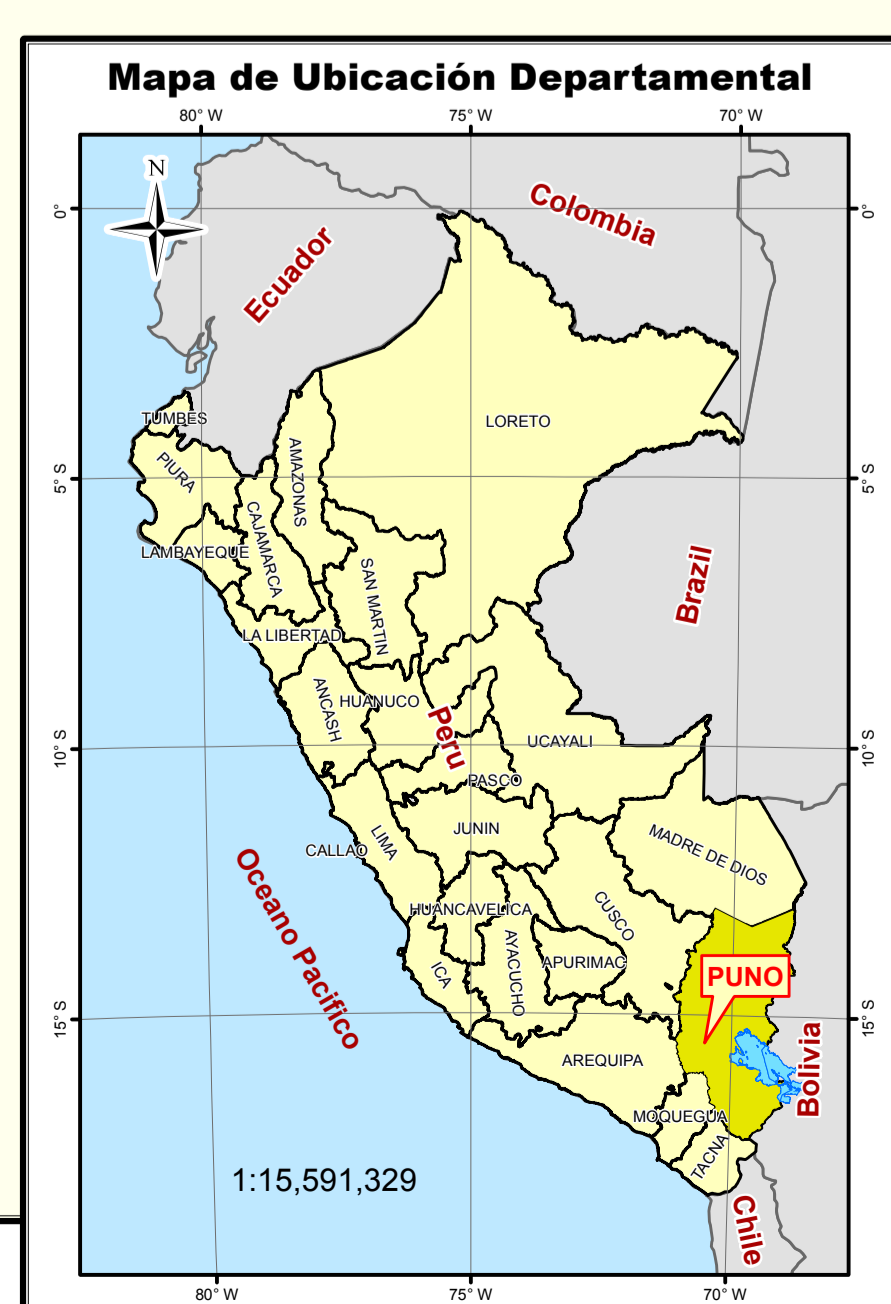 Mapa de Ubicación Departamental
80° W
75° W
70° W
N
0°
0°
Colombia
Ecuador
TUMBES
LORETO
PIURA
AMAZONAS
5° S
5° S
CAJAMARCA
LAMBAYEQUE
SAN MARTIN
Brazil
LA LIBERTAD
ANCASH
HUANUCO
Peru
UCAYALI
10° S
10° S
PASCO
JUNIN
LIMA
CALLAO
MADRE DE DIOS
Oceano Pacifico
HUANCAVELICA
CUSCO
AYACUCHO
APURIMAC
ICA
PUNO
15° S
15° S
AREQUIPA
Bolivia
MOQUEGUA
TACNA
1:15,591,329
Chile
80° W
75° W
70° W